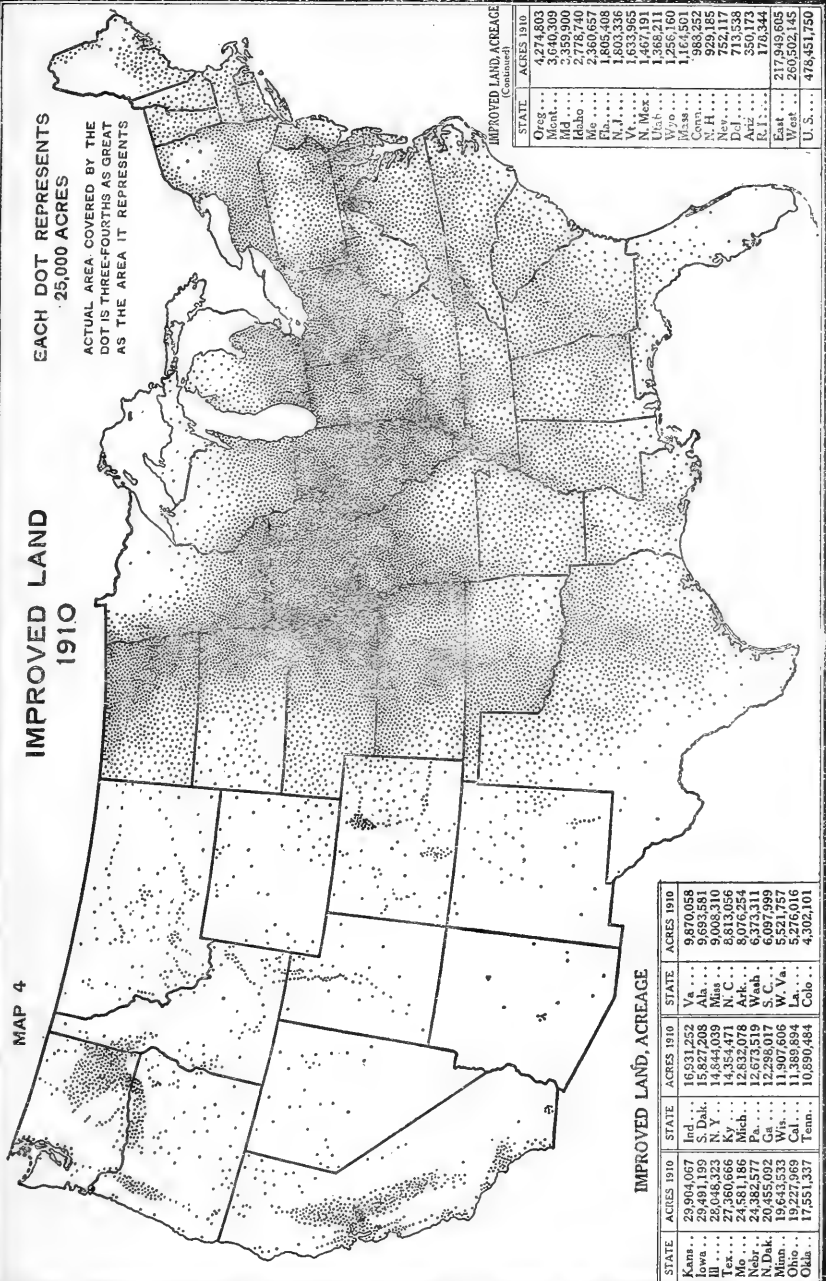 MAP 4
IMPROVED LAND
1910
EACH DOT REPRESENTS
25,000 ACRES
ACTUAL AREA COVERED BY THE
DOT IS THREE-FOURTHS AS GREAT
AS THE AREA IT REPRESENTS
IMPROVED LAND, ACREAGE
STATE ACRES 1910 STATE ACRES 1910 STATE ACRES 1910
Kans.. 29,904,067 Ind... 16,931,252 Va... 9,870,058
Iowa.. 29,491,199 S. Dak. 15,827,208 Ala... 9,693,581
Ill... 28,048,323 N. Y... 14,844,039 Miss... 9,008,310
Tex... 27,360,666 Ky... 14,354,471 N. C... 8,813,056
Mo... 24,581,186 Mich.. 12,832,078 Ark... 8,076,254
Nebr.. 24,382,577 Pa... 12,673,519 Wash.. 6,373,311
N. Dak. 20,455,092 Ga... 12,298,017 S. C... 6,097,999
Minn.. 19,643,533 Wis... 11,907,606 W. Va. 5,521,757
Ohio.. 19,227,969 Cal... 11,389,894 La... 5,276,016
Okla.. 17,551,337 Tenn.. 10,890,484 Colo.. 4,302,101
IMPROVED LAND, ACREAGE
(Continued)
STATE ACRES 1910
Oreg... 4,274,803
Mont... 3,640,309
Md... 3,359,900
Idaho... 2,778,740
Me... 2,360,657
Fla... 1,805,408
N. J... 1,803,336
Vt... 1,633,965
N. Mex. 1,467,191
Utah... 1,368,211
Wyo... 1,256,160
Mass... 1,164,501
Conn... 988,252
N. H... 929,185
Nev... 752,117
Del... 713,538
Ariz... 350,173
R. I... 178,344
East... 217,949,605
West... 260,502,145
U. S... 478,451,750